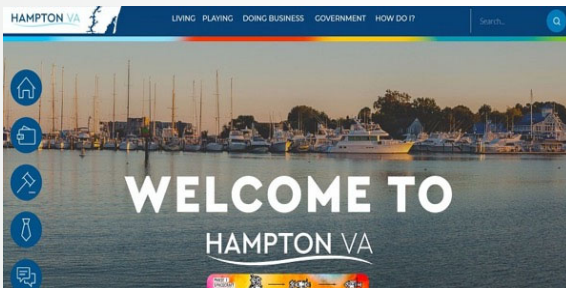 HAMPTON VA
LIVING PLAYING DOING BUSINESS GOVERNMENT HOW DO I?
Search...
WELCOME TO
HAMPTON VA